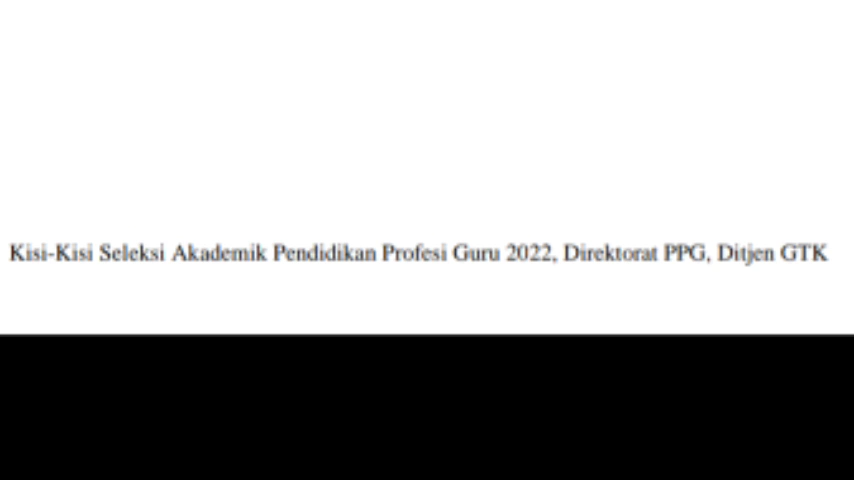 Kisi-Kisi Seleksi Akademik Pendidikan Profesi Guru 2022, Direktorat PPG, Ditjen GTK